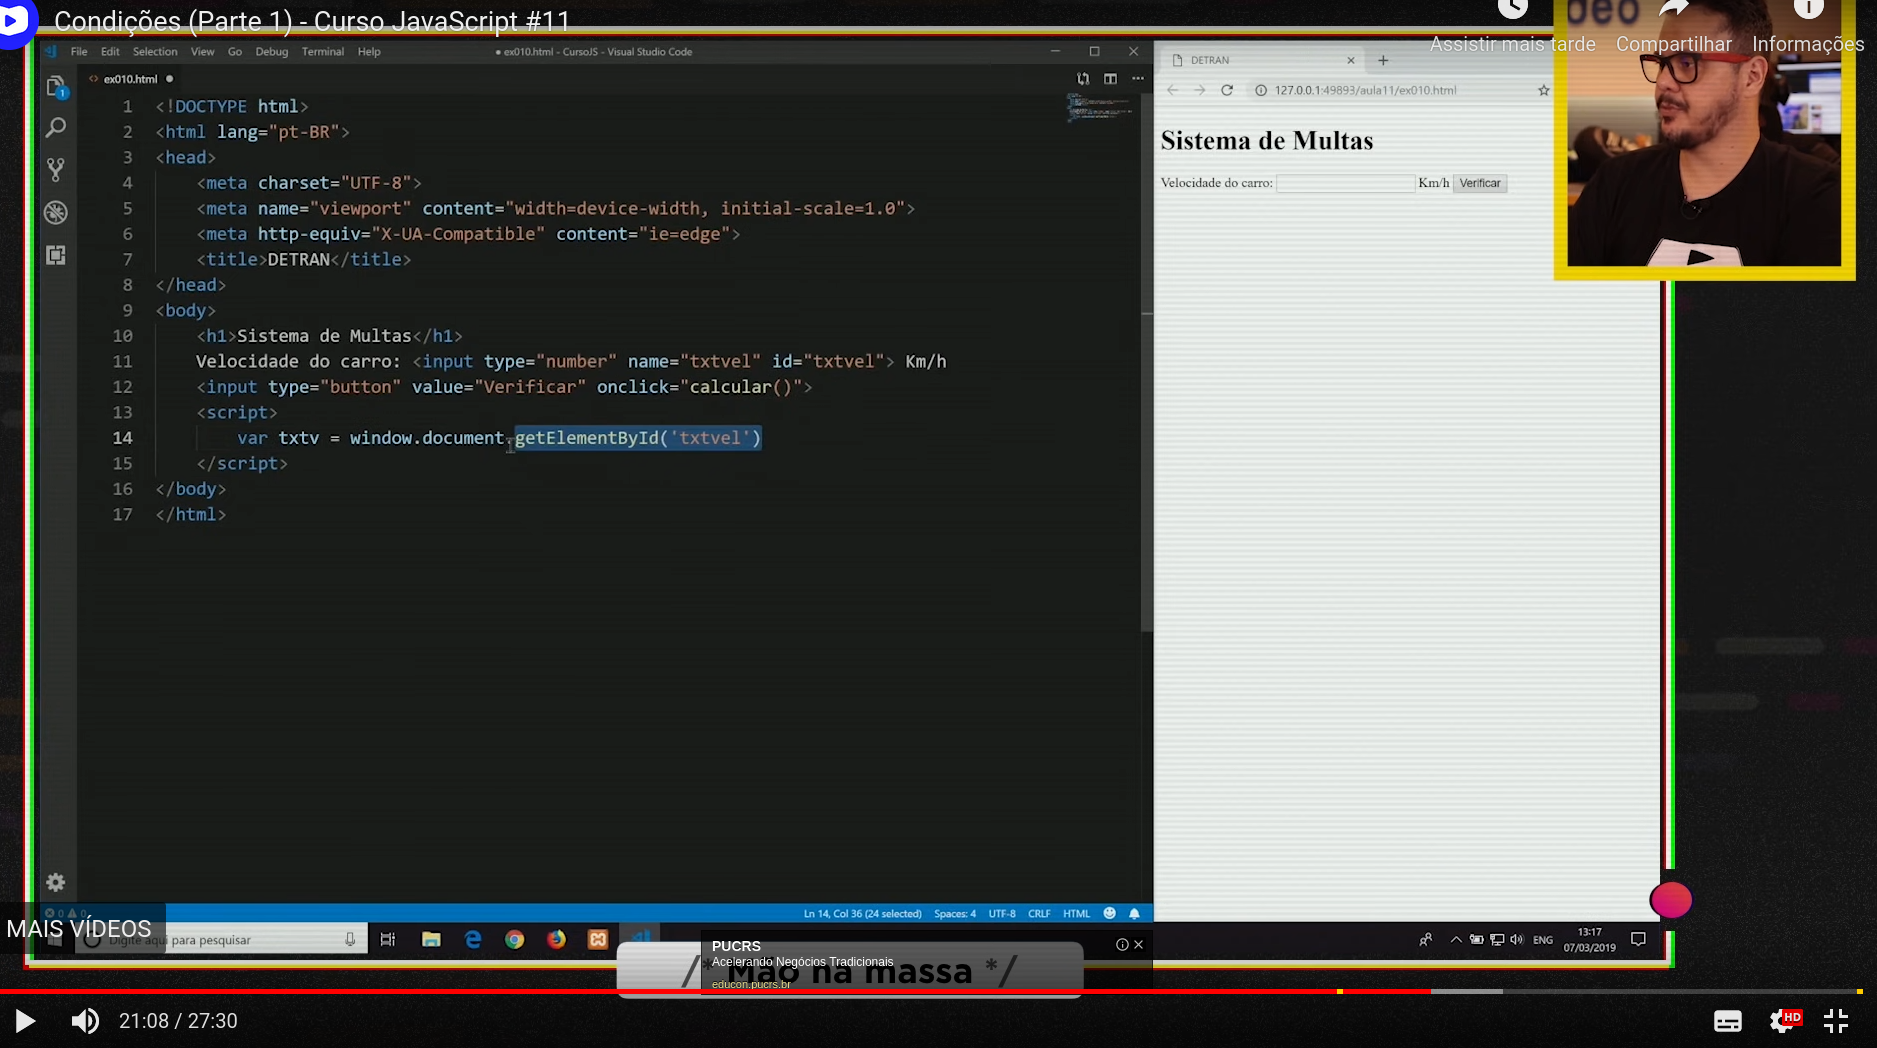 Condições (Parte 1) - Curso JavaScript #11
Assistir mais tarde
Compartilhar
Informações
File Edit Selection View Go Debug Terminal Help
● ex010.html - CursoJS - Visual Studio Code
ex010.html
1 <!DOCTYPE html>
2 <html lang="pt-BR">
3 <head>
4 <meta charset="UTF-8">
5 <meta name="viewport" content="width=device-width, initial-scale=1.0">
6 <meta http-equiv="X-UA-Compatible" content="ie=edge">
7 <title>DETRAN</title>
8 </head>
9 <body>
10 <h1>Sistema de Multas</h1>
11 Velocidade do carro: <input type="number" name="txtvel" id="txtvel"> Km/h
12 <input type="button" value="Verificar" onclick="calcular()">
13 <script>
14 var txtv = window.document.getElementById('txtvel')
15 </script>
16 </body>
17 </html>
1
DETRAN
127.0.0.1:49893/aula11/ex010.html
Sistema de Multas
Velocidade do carro: Km/h Verificar
0 0
Ln 14, Col 36 (24 selected) Spaces: 4 UTF-8 CRLF HTML
MAIS VÍDEOS
Digite aqui para pesquisar
ENG
13:17
07/03/2019
/* Mão na massa */
PUCRS
Acelerando Negócios Tradicionais
educon.pucrs.br
21:08 / 27:30
HD